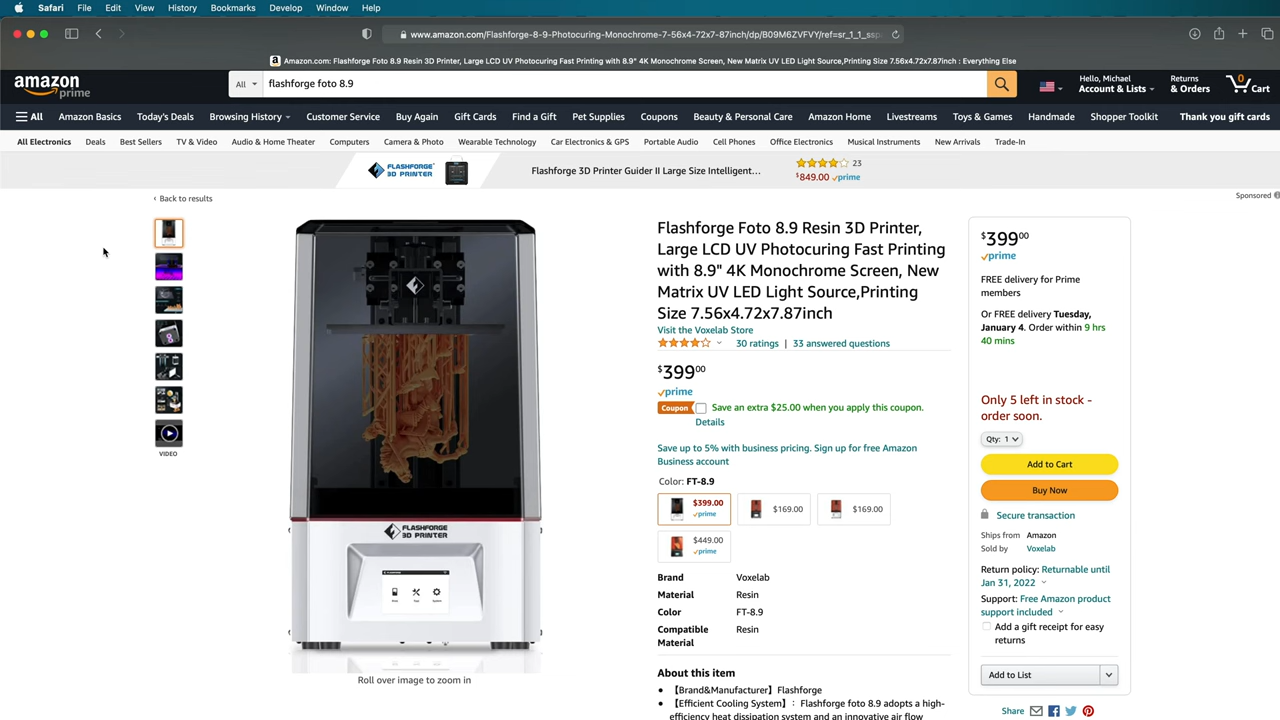 Safari File Edit View History Bookmarks Develop Window Help
www.amazon.com/Flashforge-8-9-Photocuring-Monochrome-7-56x4-72x7-87inch/dp/B09M6ZVFVY/ref=sr_1_1_ssp
Amazon.com: Flashforge Foto 8.9 Resin 3D Printer, Large LCD UV Photocuring Fast Printing with 8.9" 4K Monochrome Screen, New Matrix UV LED Light Source,Printing Size 7.56x4.72x7.87inch : Everything Else
amazon prime
All
flashforge foto 8.9
Hello, Michael
Account & Lists
Returns
& Orders
0
Cart
All Amazon Basics Today's Deals Browsing History Customer Service Buy Again Gift Cards Find a Gift Pet Supplies Coupons Beauty & Personal Care Amazon Home Livestreams Toys & Games Handmade Shopper Toolkit Thank you gift cards
All Electronics Deals Best Sellers TV & Video Audio & Home Theater Computers Camera & Photo Wearable Technology Car Electronics & GPS Portable Audio Cell Phones Office Electronics Musical Instruments New Arrivals Trade-In
FLASHFORGE
3D PRINTER
Flashforge 3D Printer Guider II Large Size Intelligent...
23
$849.00 prime
Sponsored
‹ Back to results
VIDEO
FLASHFORGE
3D PRINTER
Roll over image to zoom in
Flashforge Foto 8.9 Resin 3D Printer,
Large LCD UV Photocuring Fast Printing
with 8.9" 4K Monochrome Screen, New
Matrix UV LED Light Source,Printing
Size 7.56x4.72x7.87inch
Visit the Voxelab Store
30 ratings | 33 answered questions
$399.00
prime
Coupon Save an extra $25.00 when you apply this coupon.
Details
Save up to 5% with business pricing. Sign up for free Amazon
Business account
Color: FT-8.9
$399.00
prime
$169.00
$169.00
$449.00
prime
Brand Voxelab
Material Resin
Color FT-8.9
Compatible Resin
Material
About this item
• 【Brand&Manufacturer】Flashforge
• 【Efficient Cooling System】：Flashforge foto 8.9 adopts a high-
efficiency heat dissipation system and an innovative air flow
$399.00
prime
FREE delivery for Prime
members
Or FREE delivery Tuesday,
January 4. Order within 9 hrs
40 mins
Only 5 left in stock -
order soon.
Qty: 1
Add to Cart
Buy Now
Secure transaction
Ships from Amazon
Sold by Voxelab
Return policy: Returnable until
Jan 31, 2022
Support: Free Amazon product
support included
Add a gift receipt for easy
returns
Add to List
Share